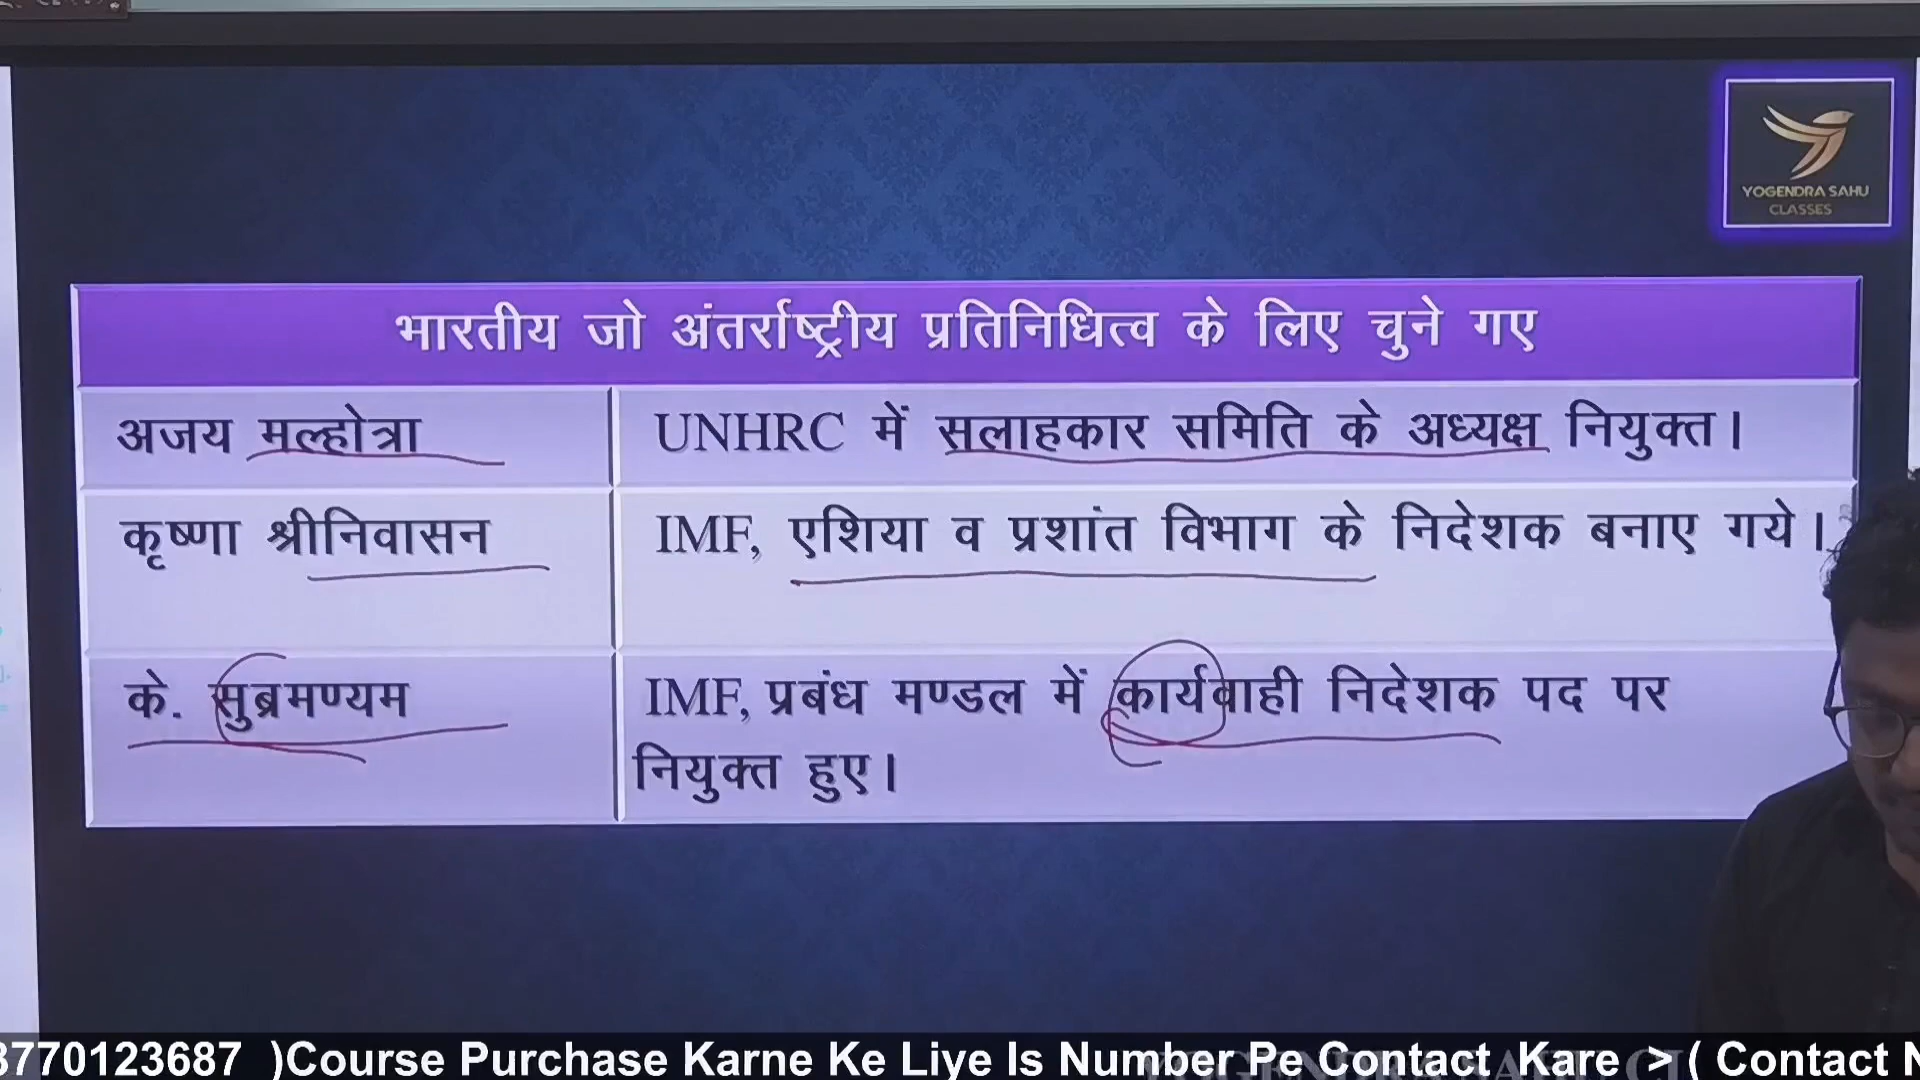 YOGENDRA SAHU
CLASSES
भारतीय जो अंतर्राष्ट्रीय प्रतिनिधित्व के लिए चुने गए
अजय मल्होत्रा
UNHRC में सलाहकार समिति के अध्यक्ष नियुक्त।
कृष्णा श्रीनिवासन
IMF, एशिया व प्रशांत विभाग के निदेशक बनाए गये।
के. सुब्रमण्यम
IMF, प्रबंध मण्डल में कार्यवाही निदेशक पद पर
नियुक्त हुए।
8770123687 )Course Purchase Karne Ke Liye Is Number Pe Contact Kare > ( Contact N